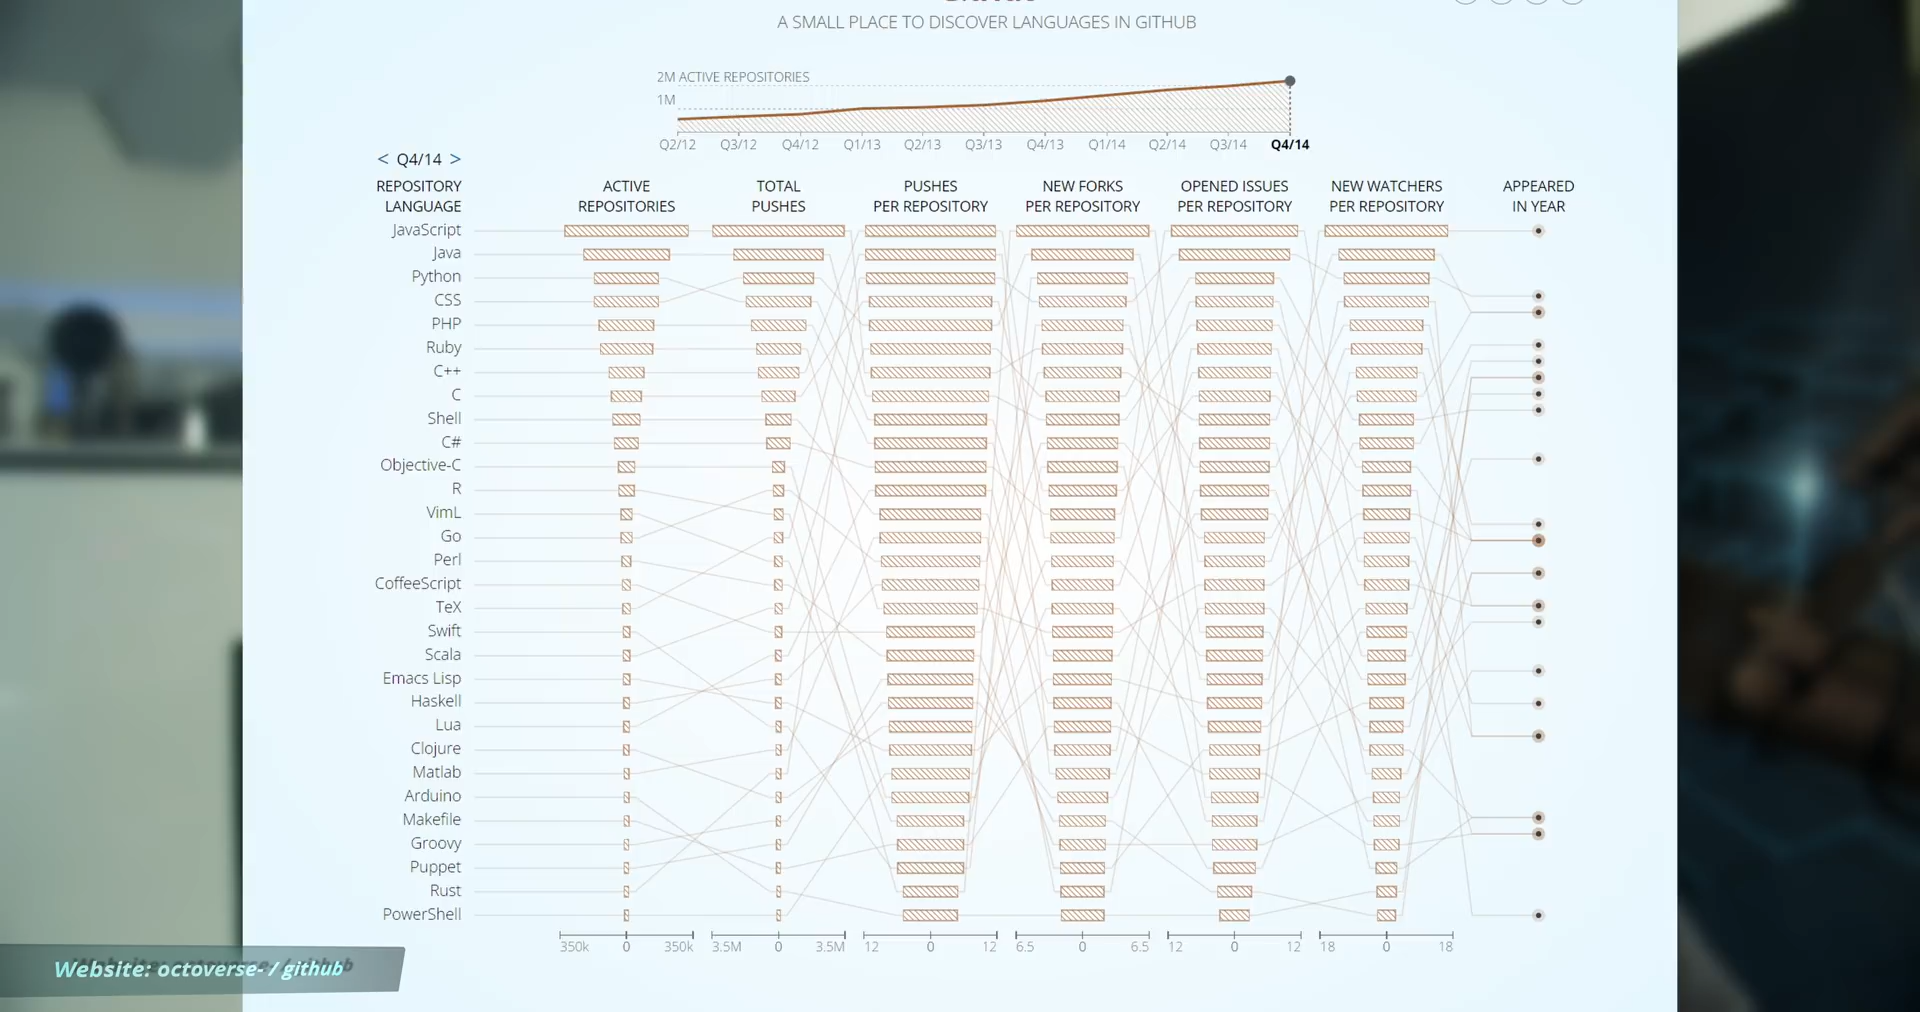 A SMALL PLACE TO DISCOVER LANGUAGES IN GITHUB
2M ACTIVE REPOSITORIES
1M
Q2/12 Q3/12 Q4/12 Q1/13 Q2/13 Q3/13 Q4/13 Q1/14 Q2/14 Q3/14 Q4/14
< Q4/14 >
REPOSITORY LANGUAGE
ACTIVE REPOSITORIES
TOTAL PUSHES
PUSHES PER REPOSITORY
NEW FORKS PER REPOSITORY
OPENED ISSUES PER REPOSITORY
NEW WATCHERS PER REPOSITORY
APPEARED IN YEAR
JavaScript
Java
Python
CSS
PHP
Ruby
C++
C
Shell
C#
Objective-C
R
VimL
Go
Perl
CoffeeScript
TeX
Swift
Scala
Emacs Lisp
Haskell
Lua
Clojure
Matlab
Arduino
Makefile
Groovy
Puppet
Rust
PowerShell
350k 0 350k 3.5M 0 3.5M 12 0 12 6.5 0 6.5 12 0 12 18 0 18
Website: octoverse- / github